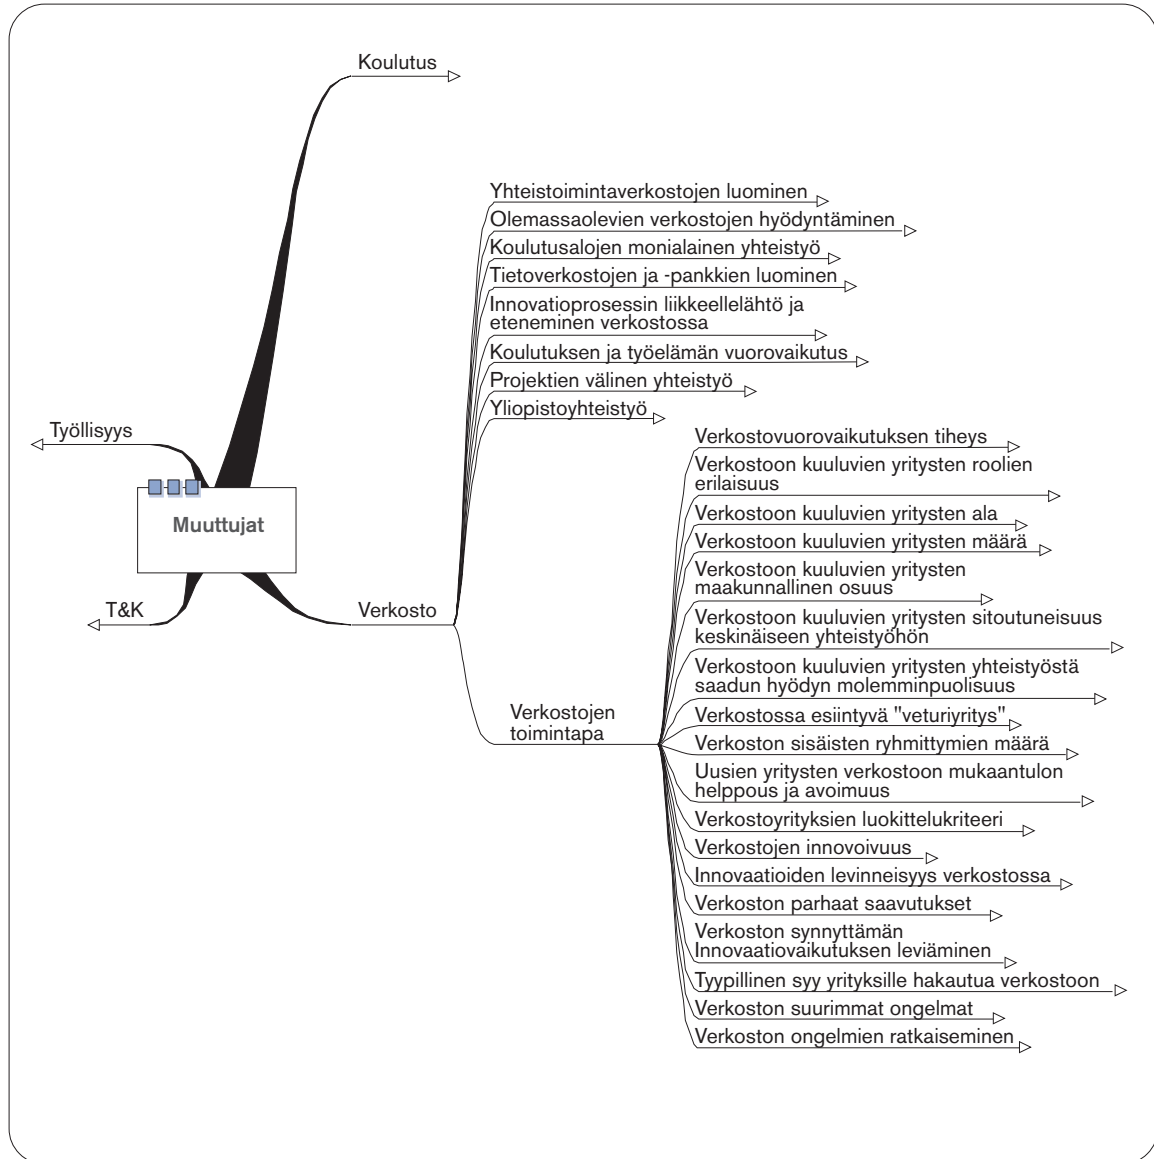 Koulutus
Yhteistoimintaverkostojen luominen
Olemassaolevien verkostojen hyödyntäminen
Koulutusalojen monialainen yhteistyö
Tietoverkostojen ja -pankkien luominen
Innovatioprosessin liikkeellelähtö ja
eteneminen verkostossa
Koulutuksen ja työelämän vuorovaikutus
Projektien välinen yhteistyö
Yliopistoyhteistyö
Työllisyys
Muuttujat
T&K
Verkosto
Verkostojen
toimintapa
Verkostovuorovaikutuksen tiheys
Verkostoon kuuluvien yritysten roolien
erilaisuus
Verkostoon kuuluvien yritysten ala
Verkostoon kuuluvien yritysten määrä
Verkostoon kuuluvien yritysten
maakunnallinen osuus
Verkostoon kuuluvien yritysten sitoutuneisuus
keskinäiseen yhteistyöhön
Verkostoon kuuluvien yritysten yhteistyöstä
saadun hyödyn molemminpuolisuus
Verkostossa esiintyvä "veturiyritys"
Verkoston sisäisten ryhmittymien määrä
Uusien yritysten verkostoon mukaantulon
helppous ja avoimuus
Verkostoyrityksien luokittelukriteeri
Verkostojen innovoivuus
Innovaatioiden levinneisyys verkostossa
Verkoston parhaat saavutukset
Verkoston synnyttämän
Innovaatiovaikutuksen leviäminen
Tyypillinen syy yrityksille hakautua verkostoon
Verkoston suurimmat ongelmat
Verkoston ongelmien ratkaiseminen